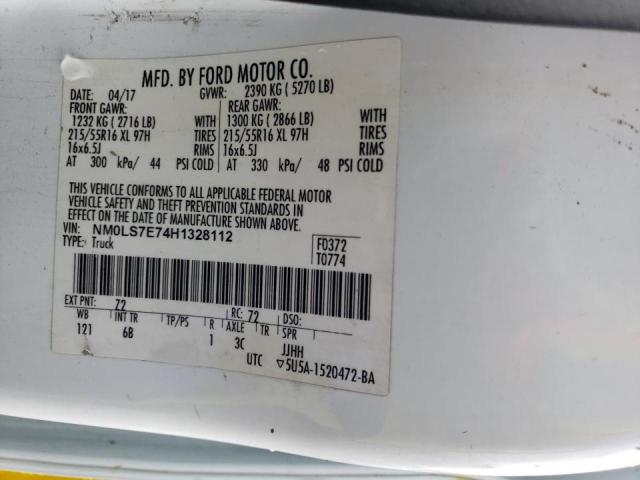 MFD. BY FORD MOTOR CO.
DATE: 04/17 GVWR: 2390 KG ( 5270 LB)
FRONT GAWR: REAR GAWR:
1232 KG ( 2716 LB) WITH 1300 KG ( 2866 LB) WITH
215/55R16 XL 97H TIRES 215/55R16 XL 97H TIRES
16x6.5J RIMS 16x6.5J RIMS
AT 300 kPa/ 44 PSI COLD AT 330 kPa/ 48 PSI COLD
THIS VEHICLE CONFORMS TO ALL APPLICABLE FEDERAL MOTOR
VEHICLE SAFETY AND THEFT PREVENTION STANDARDS IN
EFFECT ON THE DATE OF MANUFACTURE SHOWN ABOVE.
VIN: NM0LS7E74H1328112
TYPE: Truck
F0372
T0774
EXT PNT: 72 RC: 72 DSO:
WB INT TR TP/PS R AXLE TR SPR
121 6B 1 3C JJHH
UTC 5U5A-1520472-BA